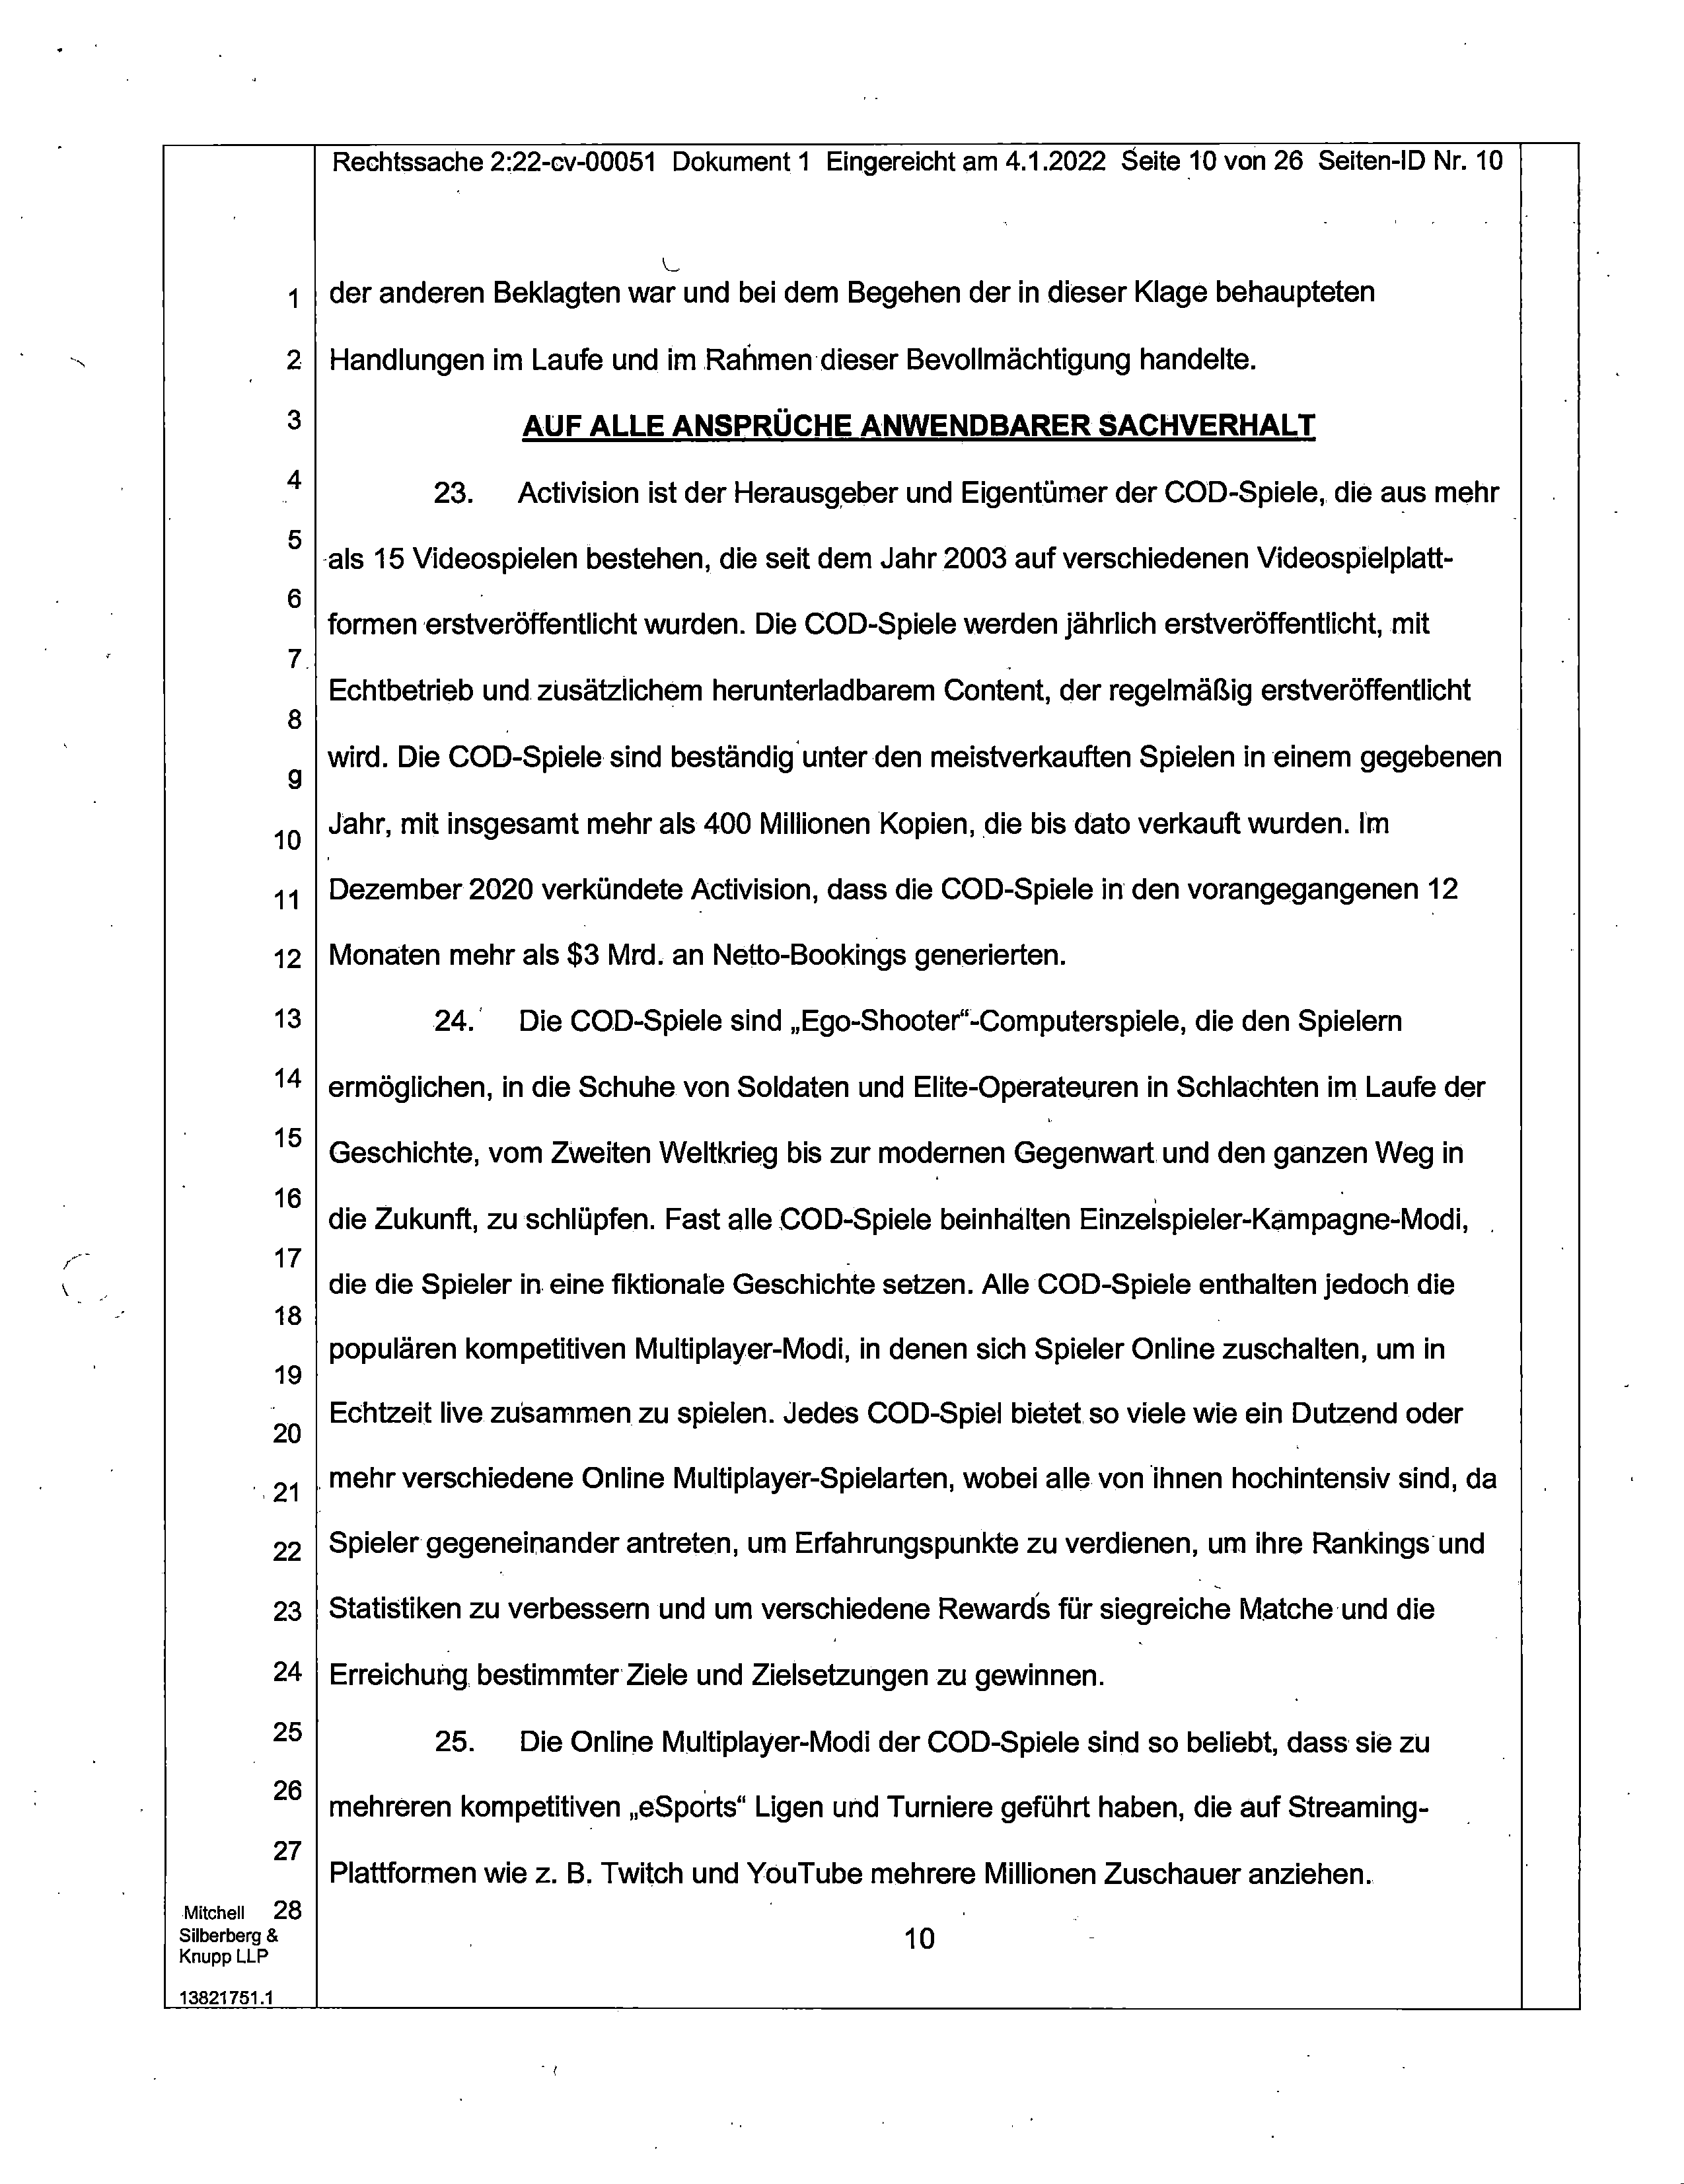 Rechtssache 2:22-cv-00051 Dokument 1 Eingereicht am 4.1.2022 Seite 10 von 26 Seiten-ID Nr. 10
1 der anderen Beklagten war und bei dem Begehen der in dieser Klage behaupteten
2 Handlungen im Laufe und im Rahmen dieser Bevollmächtigung handelte.
3 AUF ALLE ANSPRÜCHE ANWENDBARER SACHVERHALT
4 23. Activision ist der Herausgeber und Eigentümer der COD-Spiele, die aus mehr
5 als 15 Videospielen bestehen, die seit dem Jahr 2003 auf verschiedenen Videospielplatt-
6 formen erstveröffentlicht wurden. Die COD-Spiele werden jährlich erstveröffentlicht, mit
7 Echtbetrieb und zusätzlichem herunterladbarem Content, der regelmäßig erstveröffentlicht
8 wird. Die COD-Spiele sind beständig unter den meistverkauften Spielen in einem gegebenen
9
10 Jahr, mit insgesamt mehr als 400 Millionen Kopien, die bis dato verkauft wurden. Im
11 Dezember 2020 verkündete Activision, dass die COD-Spiele in den vorangegangenen 12
12 Monaten mehr als $3 Mrd. an Netto-Bookings generierten.
13 24. Die COD-Spiele sind „Ego-Shooter“-Computerspiele, die den Spielern
14 ermöglichen, in die Schuhe von Soldaten und Elite-Operateuren in Schlachten im Laufe der
15 Geschichte, vom Zweiten Weltkrieg bis zur modernen Gegenwart und den ganzen Weg in
16 die Zukunft, zu schlüpfen. Fast alle COD-Spiele beinhalten Einzelspieler-Kampagne-Modi,
17 die die Spieler in eine fiktionale Geschichte setzen. Alle COD-Spiele enthalten jedoch die
18
19 populären kompetitiven Multiplayer-Modi, in denen sich Spieler Online zuschalten, um in
20 Echtzeit live zusammen zu spielen. Jedes COD-Spiel bietet so viele wie ein Dutzend oder
21 mehr verschiedene Online Multiplayer-Spielarten, wobei alle von ihnen hochintensiv sind, da
22 Spieler gegeneinander antreten, um Erfahrungspunkte zu verdienen, um ihre Rankings und
23 Statistiken zu verbessern und um verschiedene Rewards für siegreiche Matche und die
24 Erreichung bestimmter Ziele und Zielsetzungen zu gewinnen.
25 25. Die Online Multiplayer-Modi der COD-Spiele sind so beliebt, dass sie zu
26 mehreren kompetitiven „eSports“ Ligen und Turniere geführt haben, die auf Streaming-
27 Plattformen wie z. B. Twitch und YouTube mehrere Millionen Zuschauer anziehen.
Mitchell 28
Silberberg &
Knupp LLP
10
13821751.1